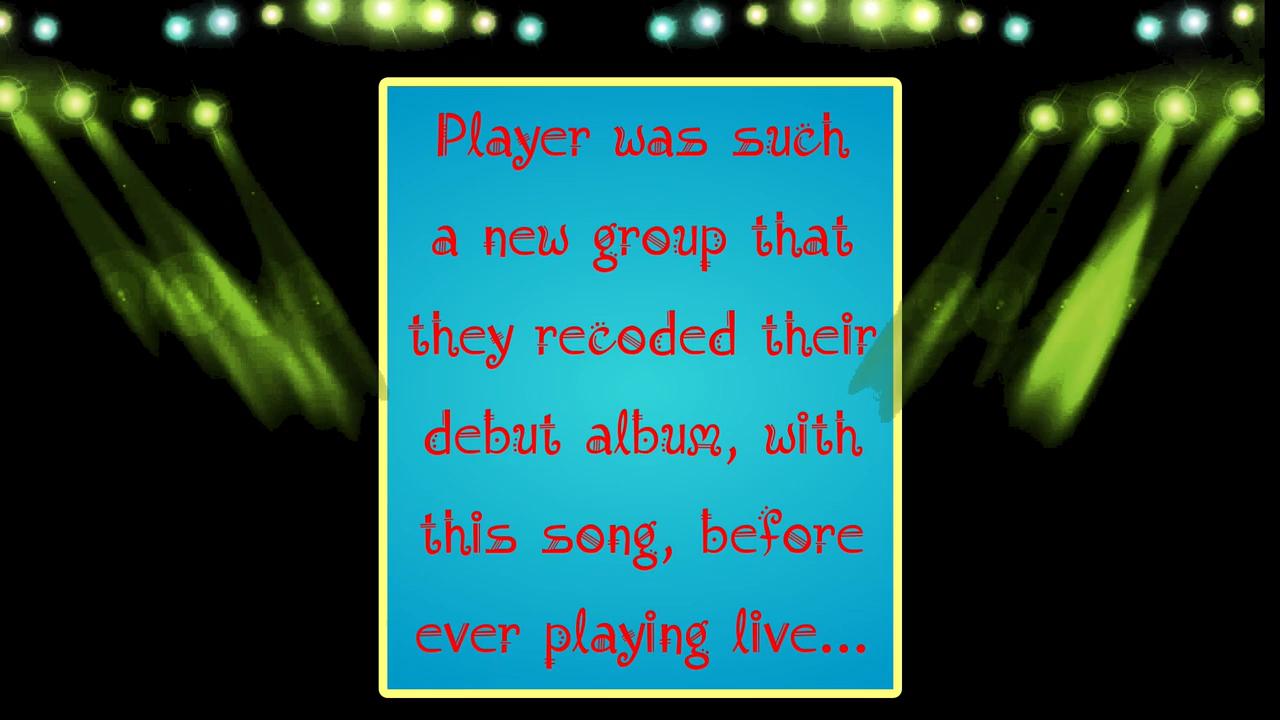 Player was such
a new group that
they recoded their
debut album, with
this song, before
ever playing live...